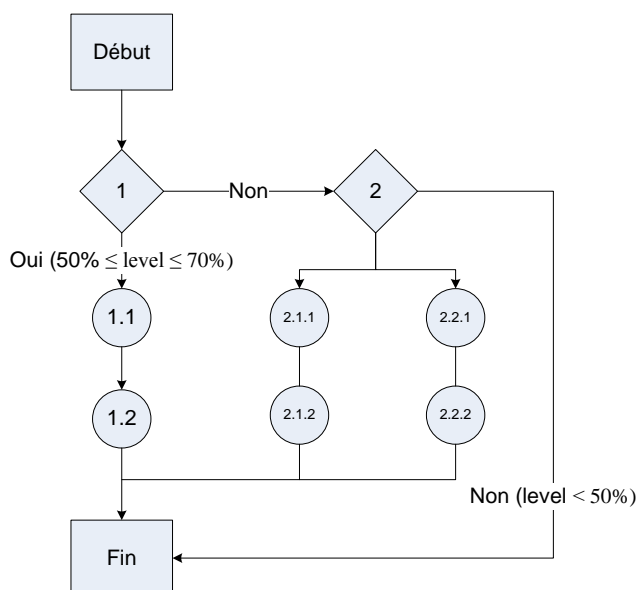 Début
1
Non
2
Oui (50% ≤ level ≤ 70%)
1.1
2.1.1
2.2.1
1.2
2.1.2
2.2.2
Non (level < 50%)
Fin